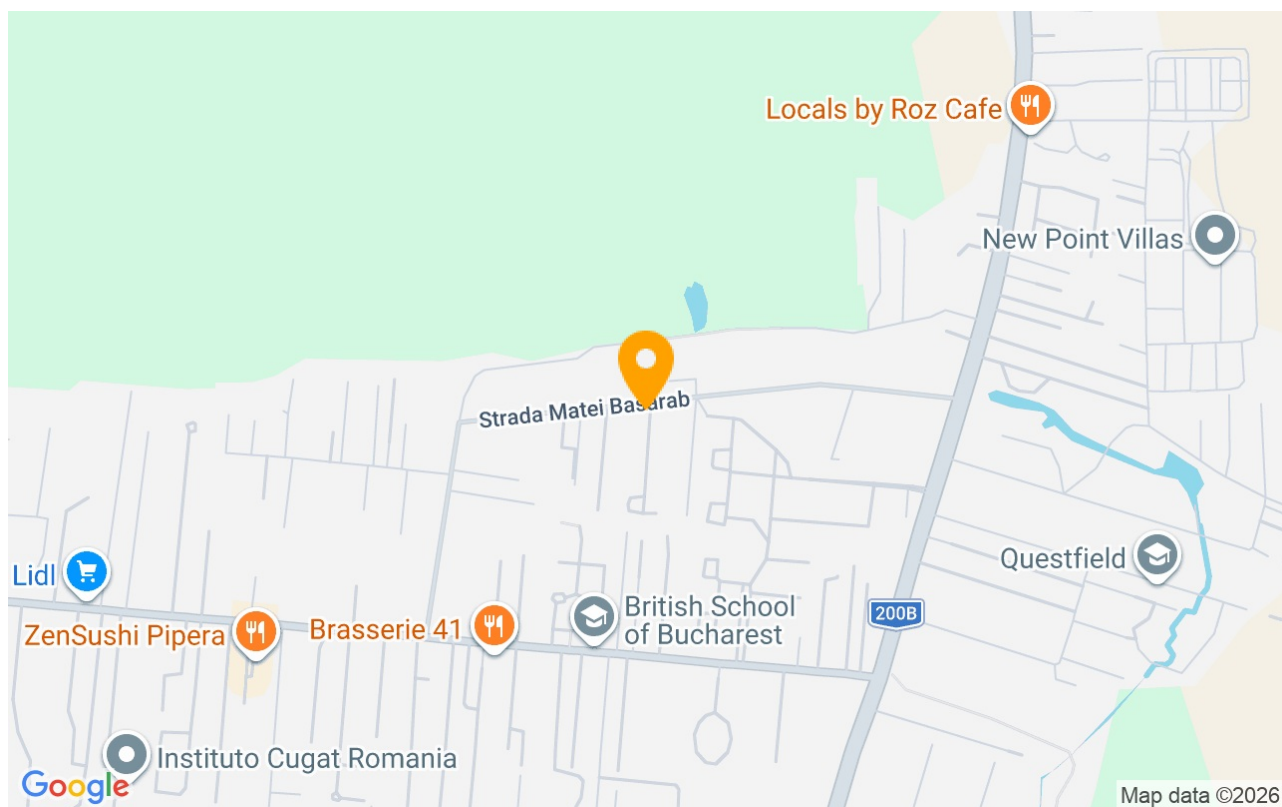 Locals by Roz Cafe
New Point Villas
Strada Matei Basarab
Questfield
Lidl
British School
of Bucharest
200B
Brasserie 41
ZenSushi Pipera
Instituto Cugat Romania
Google
Map data ©2026